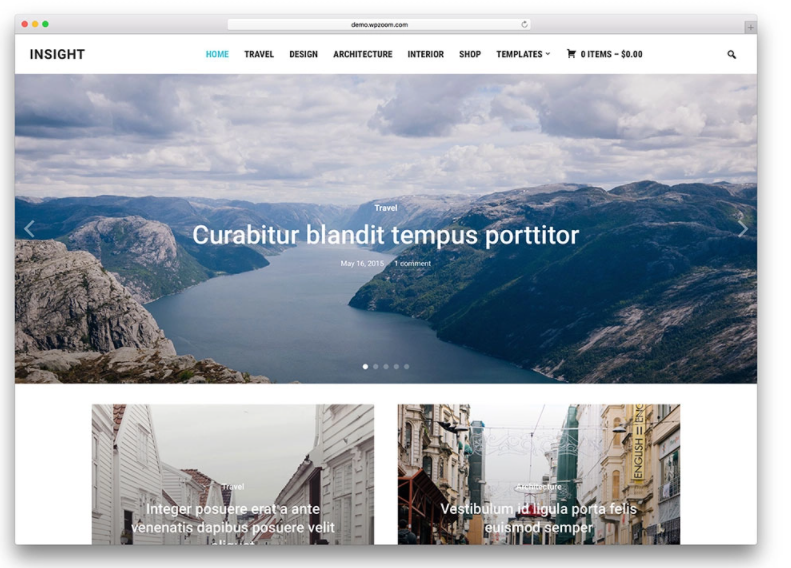 demo.wpzoom.com
INSIGHT
HOME TRAVEL DESIGN ARCHITECTURE INTERIOR SHOP TEMPLATES 0 ITEMS – $0.00
Travel
Curabitur blandit tempus porttitor
May 16, 2015 1 comment
Travel
Integer posuere erat a ante
venenatis dapibus posuere velit
aliquet
Architecture
Vestibulum id ligula porta felis
euismod semper
ENGLISH = ENG